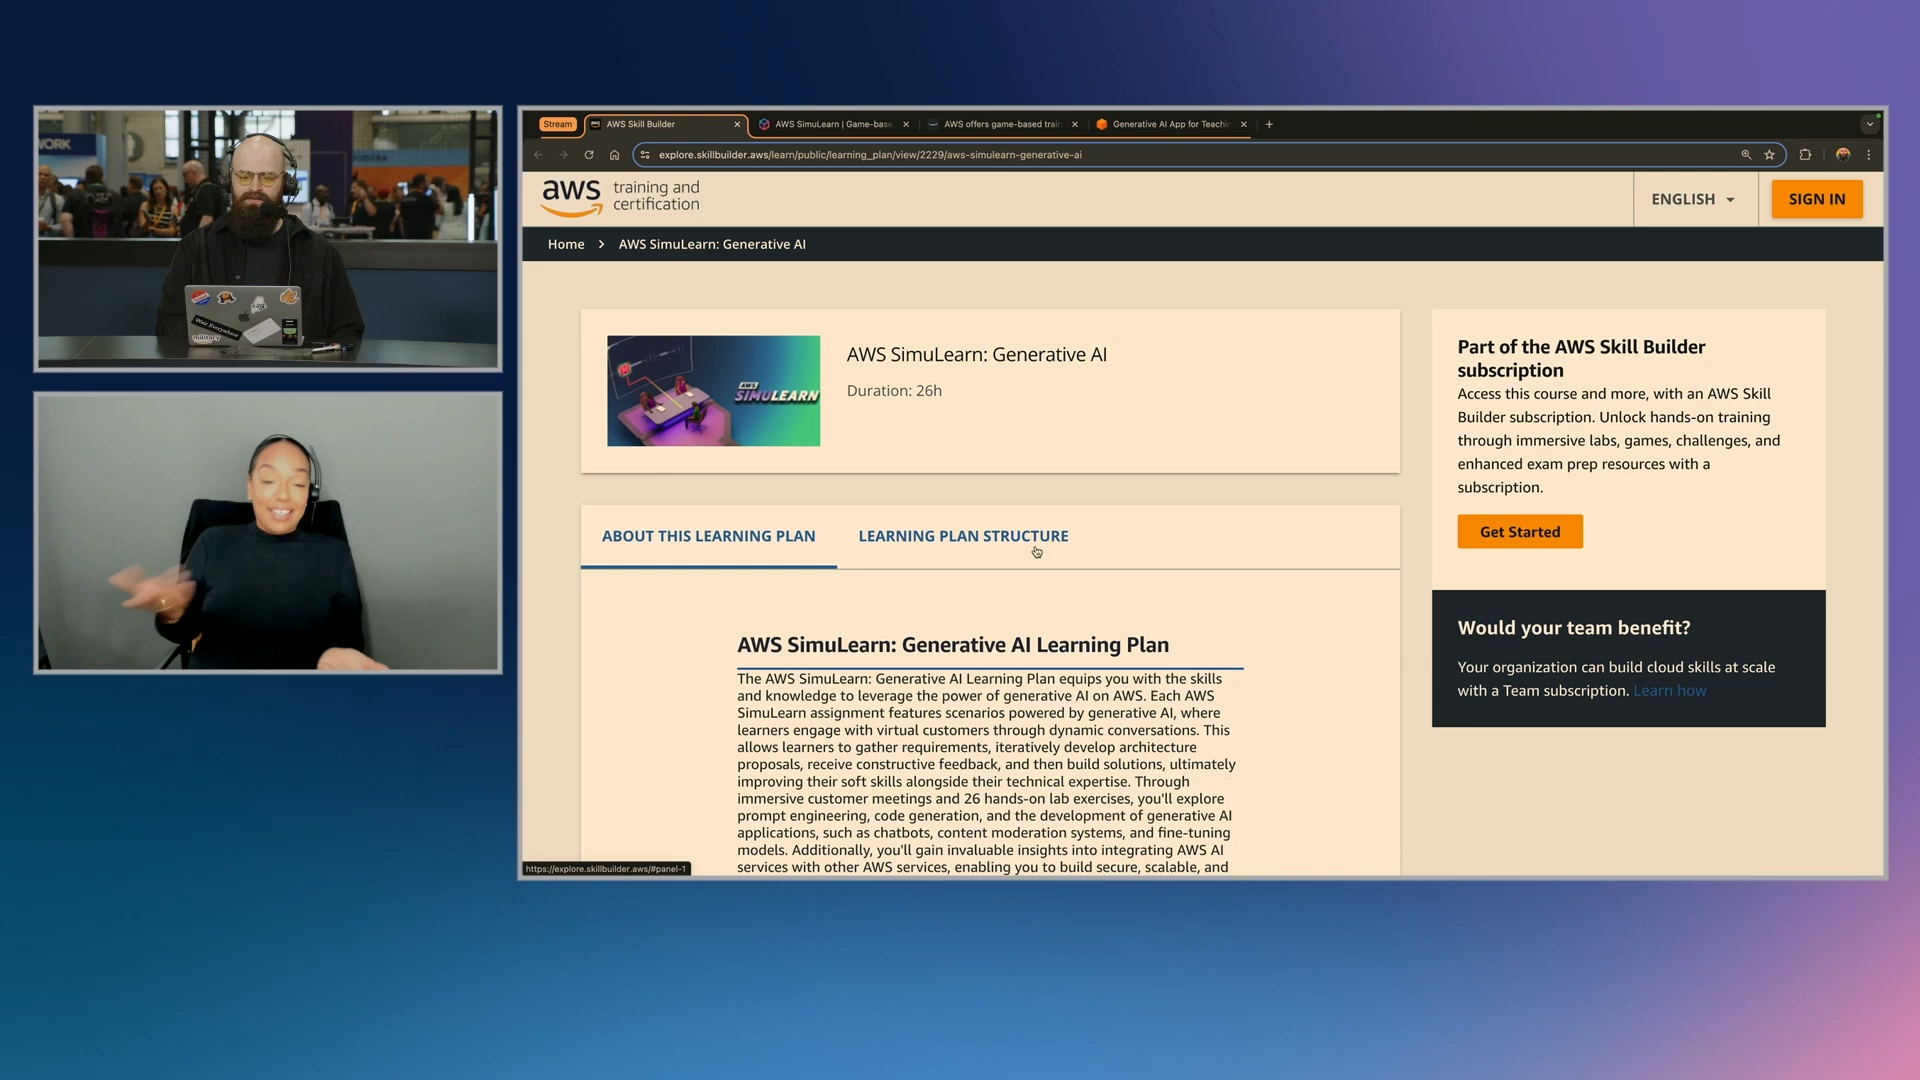 WORK
Wait Everywhere
military
Stream
AWS Skill Builder
AWS SimuLearn | Game-base
AWS offers game-based train
Generative AI App for Teachin
explore.skillbuilder.aws/learn/public/learning_plan/view/2229/aws-simulearn-generative-ai
aws training and certification
ENGLISH
SIGN IN
Home > AWS SimuLearn: Generative AI
AWS SIMULEARN
AWS SimuLearn: Generative AI
Duration: 26h
Part of the AWS Skill Builder
subscription
Access this course and more, with an AWS Skill
Builder subscription. Unlock hands-on training
through immersive labs, games, challenges, and
enhanced exam prep resources with a
subscription.
Get Started
ABOUT THIS LEARNING PLAN
LEARNING PLAN STRUCTURE
Would your team benefit?
Your organization can build cloud skills at scale
with a Team subscription. Learn how
AWS SimuLearn: Generative AI Learning Plan
The AWS SimuLearn: Generative AI Learning Plan equips you with the skills
and knowledge to leverage the power of generative AI on AWS. Each AWS
SimuLearn assignment features scenarios powered by generative AI, where
learners engage with virtual customers through dynamic conversations. This
allows learners to gather requirements, iteratively develop architecture
proposals, receive constructive feedback, and then build solutions, ultimately
improving their soft skills alongside their technical expertise. Through
immersive customer meetings and 26 hands-on lab exercises, you'll explore
prompt engineering, code generation, and the development of generative AI
applications, such as chatbots, content moderation systems, and fine-tuning
models. Additionally, you'll gain invaluable insights into integrating AWS AI
services with other AWS services, enabling you to build secure, scalable, and
https://explore.skillbuilder.aws/#panel-1